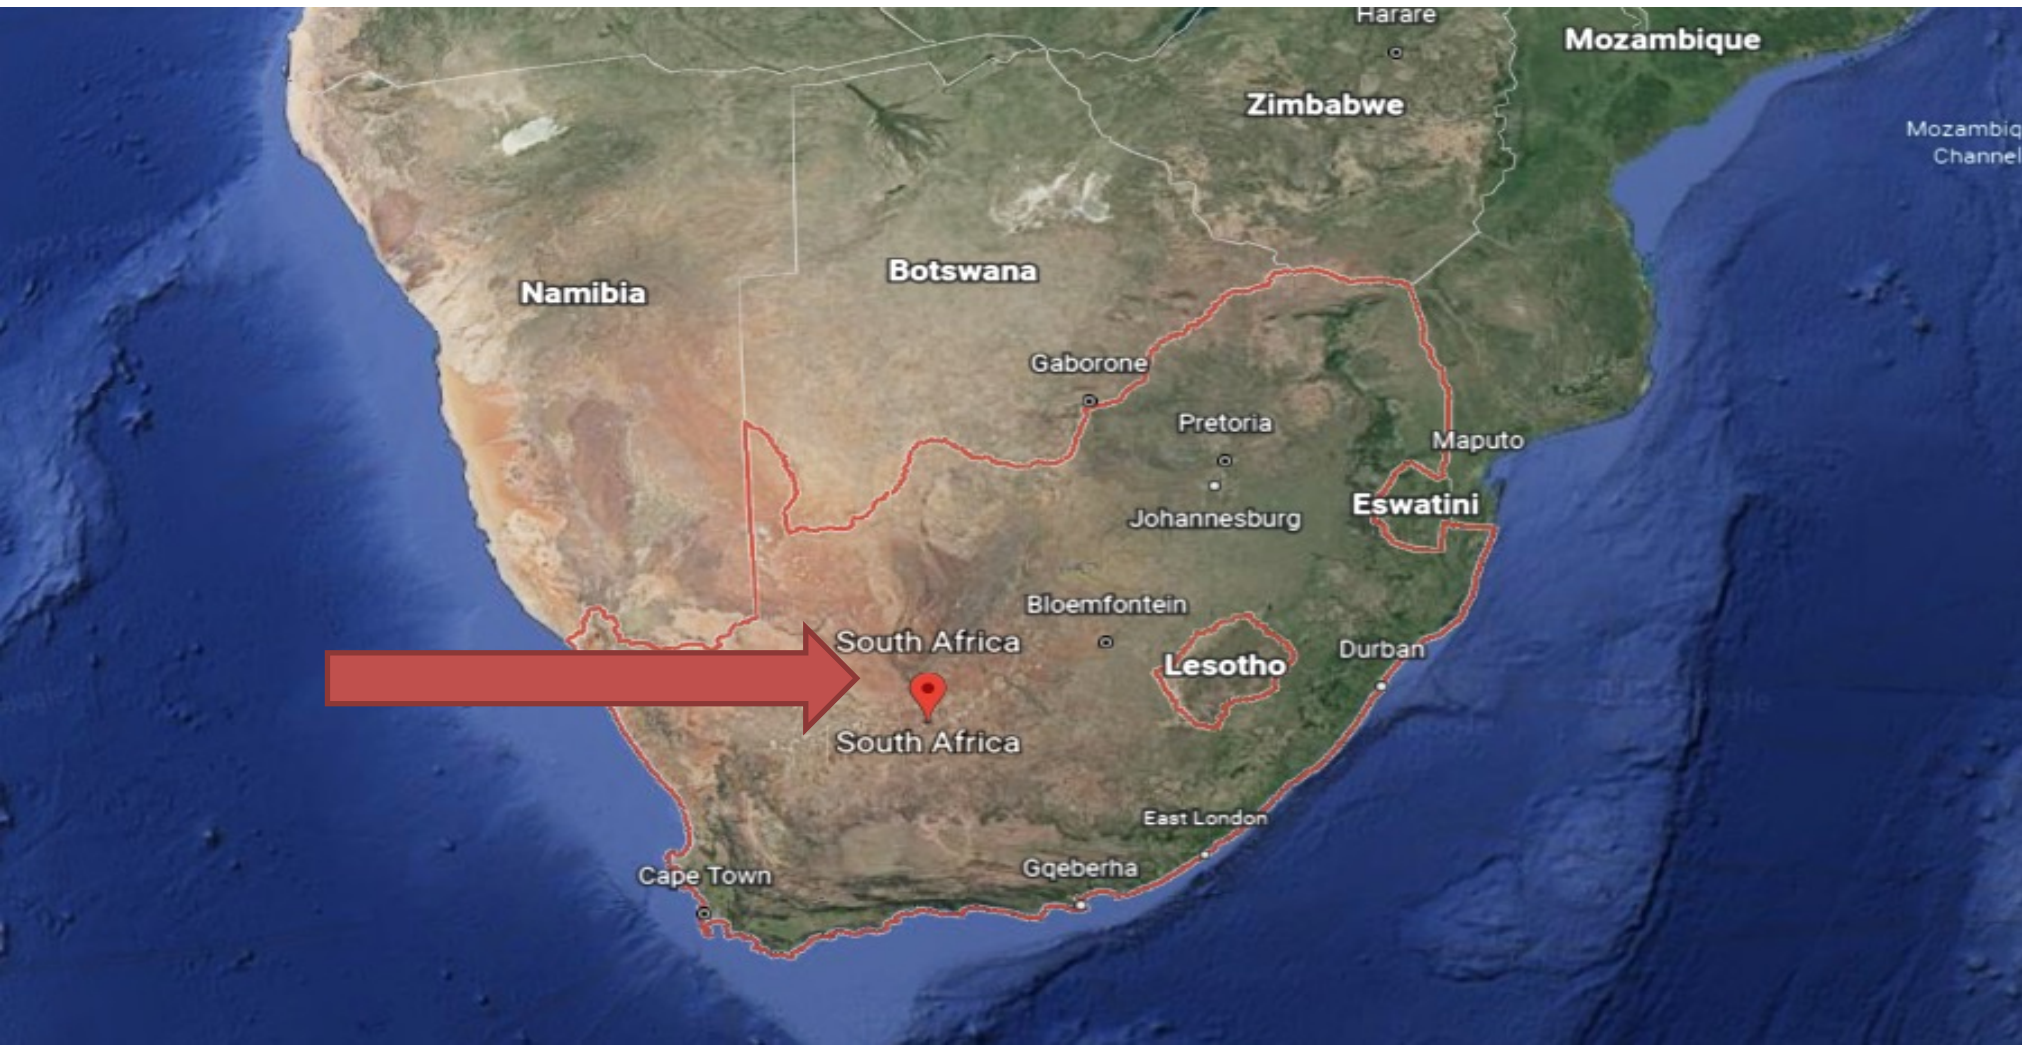 Harare
Mozambique
Zimbabwe
Mozambiq
Channel
Botswana
Namibia
Gaborone
Pretoria
Maputo
Eswatini
Johannesburg
Bloemfontein
South Africa
Lesotho
Durban
South Africa
East London
Gqeberha
Cape Town